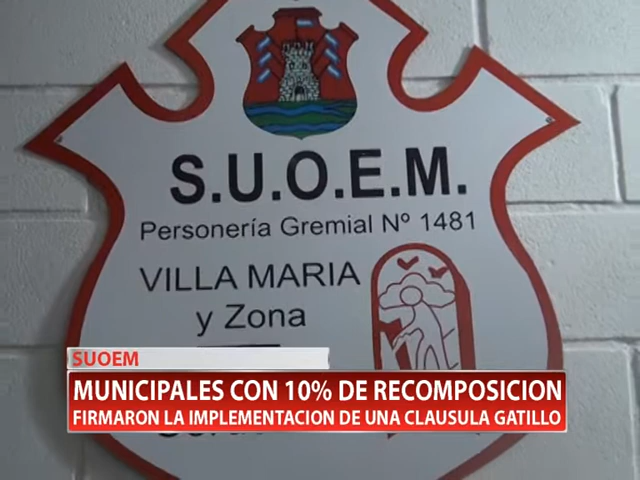 S.U.O.E.M.
Personería Gremial Nº 1481
VILLA MARIA
y Zona
SUOEM
MUNICIPALES CON 10% DE RECOMPOSICION
FIRMARON LA IMPLEMENTACION DE UNA CLAUSULA GATILLO